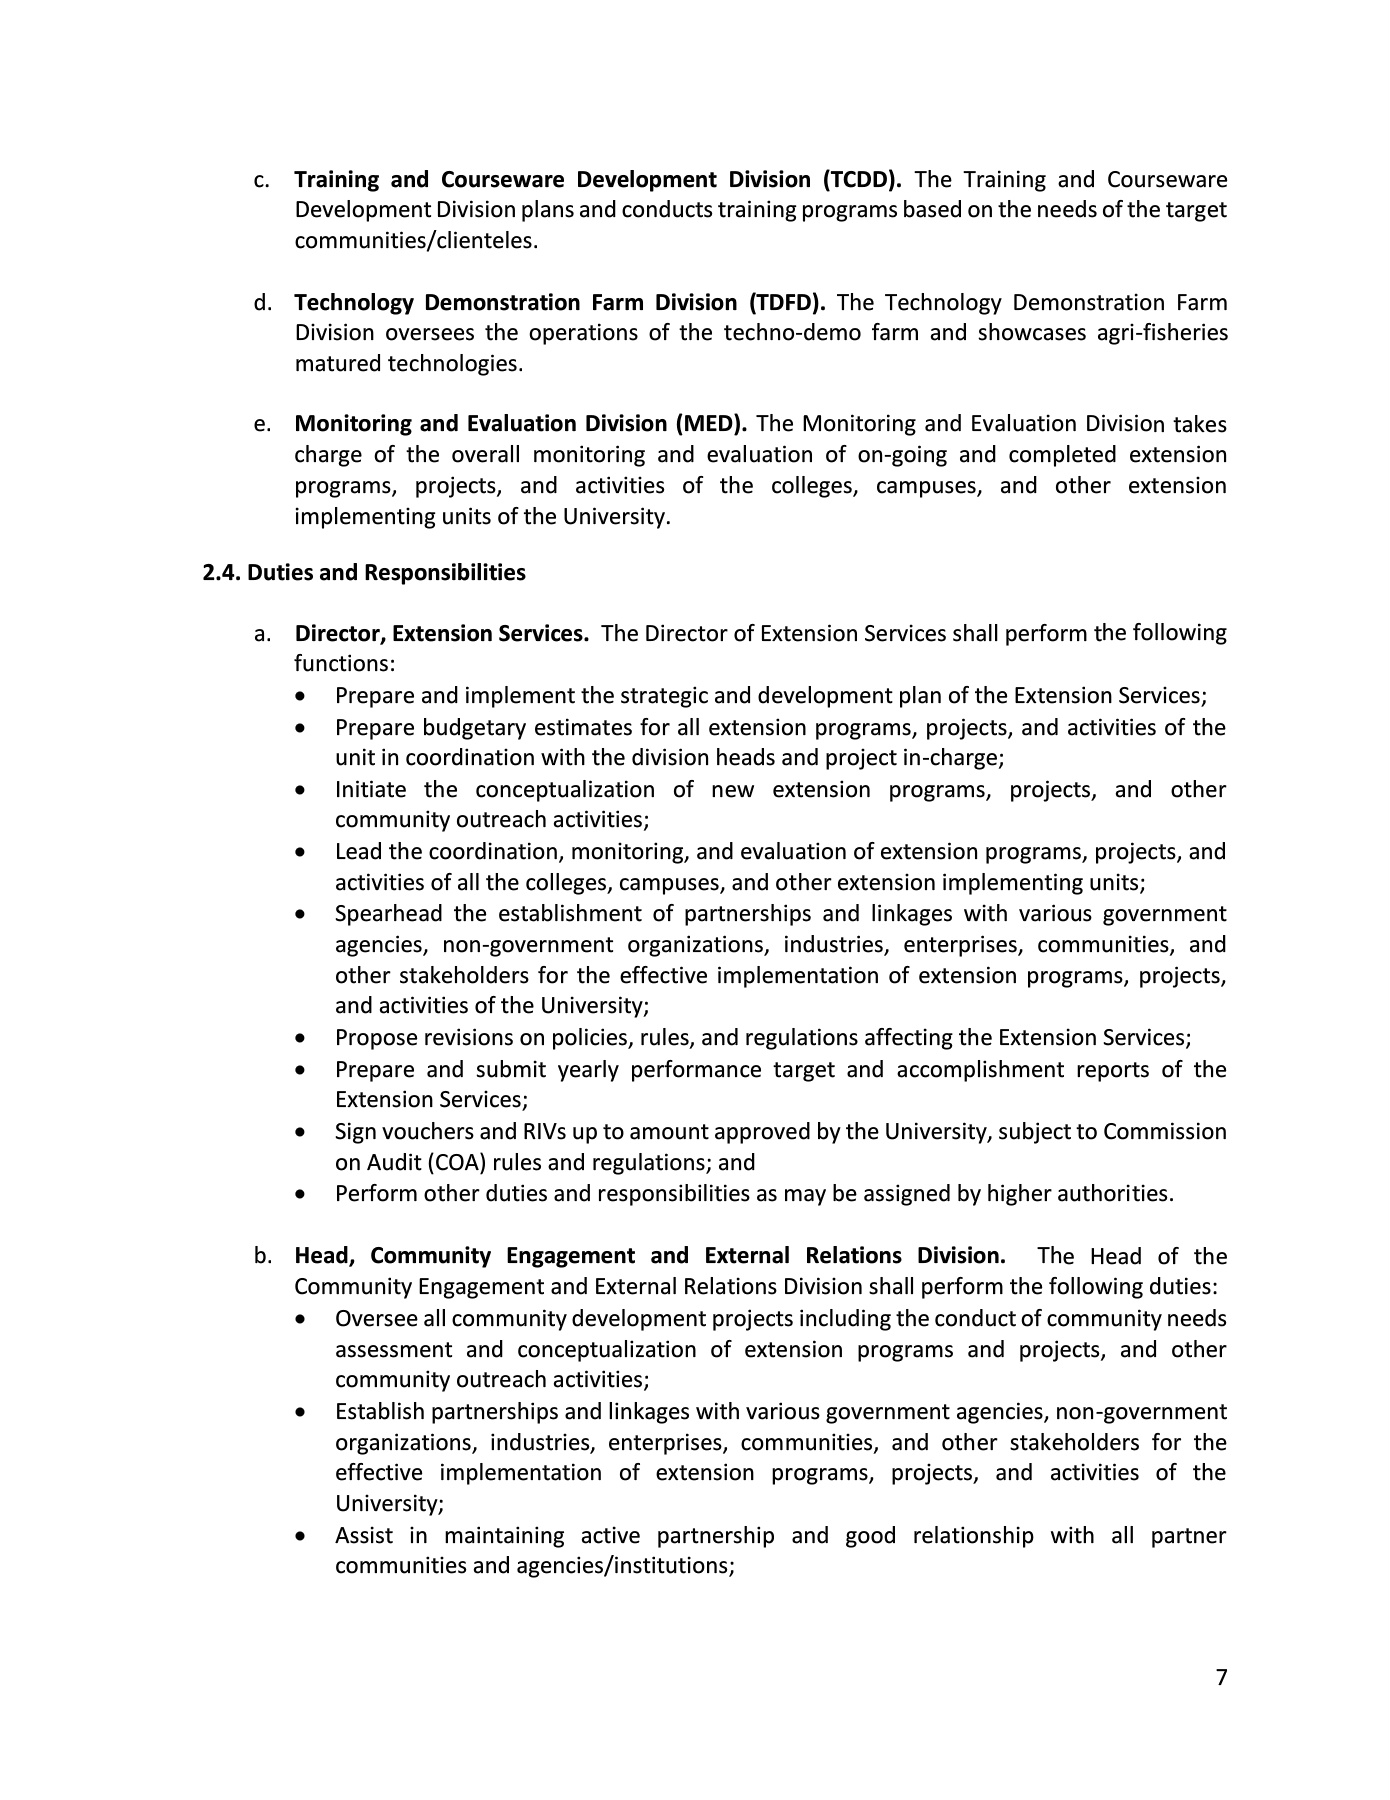 c. Training and Courseware Development Division (TCDD). The Training and Courseware
Development Division plans and conducts training programs based on the needs of the target
communities/clienteles.
d. Technology Demonstration Farm Division (TDFD). The Technology Demonstration Farm
Division oversees the operations of the techno-demo farm and showcases agri-fisheries
matured technologies.
e. Monitoring and Evaluation Division (MED). The Monitoring and Evaluation Division takes
charge of the overall monitoring and evaluation of on-going and completed extension
programs, projects, and activities of the colleges, campuses, and other extension
implementing units of the University.
2.4. Duties and Responsibilities
a. Director, Extension Services. The Director of Extension Services shall perform the following
functions:
• Prepare and implement the strategic and development plan of the Extension Services;
• Prepare budgetary estimates for all extension programs, projects, and activities of the
unit in coordination with the division heads and project in-charge;
• Initiate the conceptualization of new extension programs, projects, and other
community outreach activities;
• Lead the coordination, monitoring, and evaluation of extension programs, projects, and
activities of all the colleges, campuses, and other extension implementing units;
• Spearhead the establishment of partnerships and linkages with various government
agencies, non-government organizations, industries, enterprises, communities, and
other stakeholders for the effective implementation of extension programs, projects,
and activities of the University;
• Propose revisions on policies, rules, and regulations affecting the Extension Services;
• Prepare and submit yearly performance target and accomplishment reports of the
Extension Services;
• Sign vouchers and RIVs up to amount approved by the University, subject to Commission
on Audit (COA) rules and regulations; and
• Perform other duties and responsibilities as may be assigned by higher authorities.
b. Head, Community Engagement and External Relations Division. The Head of the
Community Engagement and External Relations Division shall perform the following duties:
• Oversee all community development projects including the conduct of community needs
assessment and conceptualization of extension programs and projects, and other
community outreach activities;
• Establish partnerships and linkages with various government agencies, non-government
organizations, industries, enterprises, communities, and other stakeholders for the
effective implementation of extension programs, projects, and activities of the
University;
• Assist in maintaining active partnership and good relationship with all partner
communities and agencies/institutions;
7